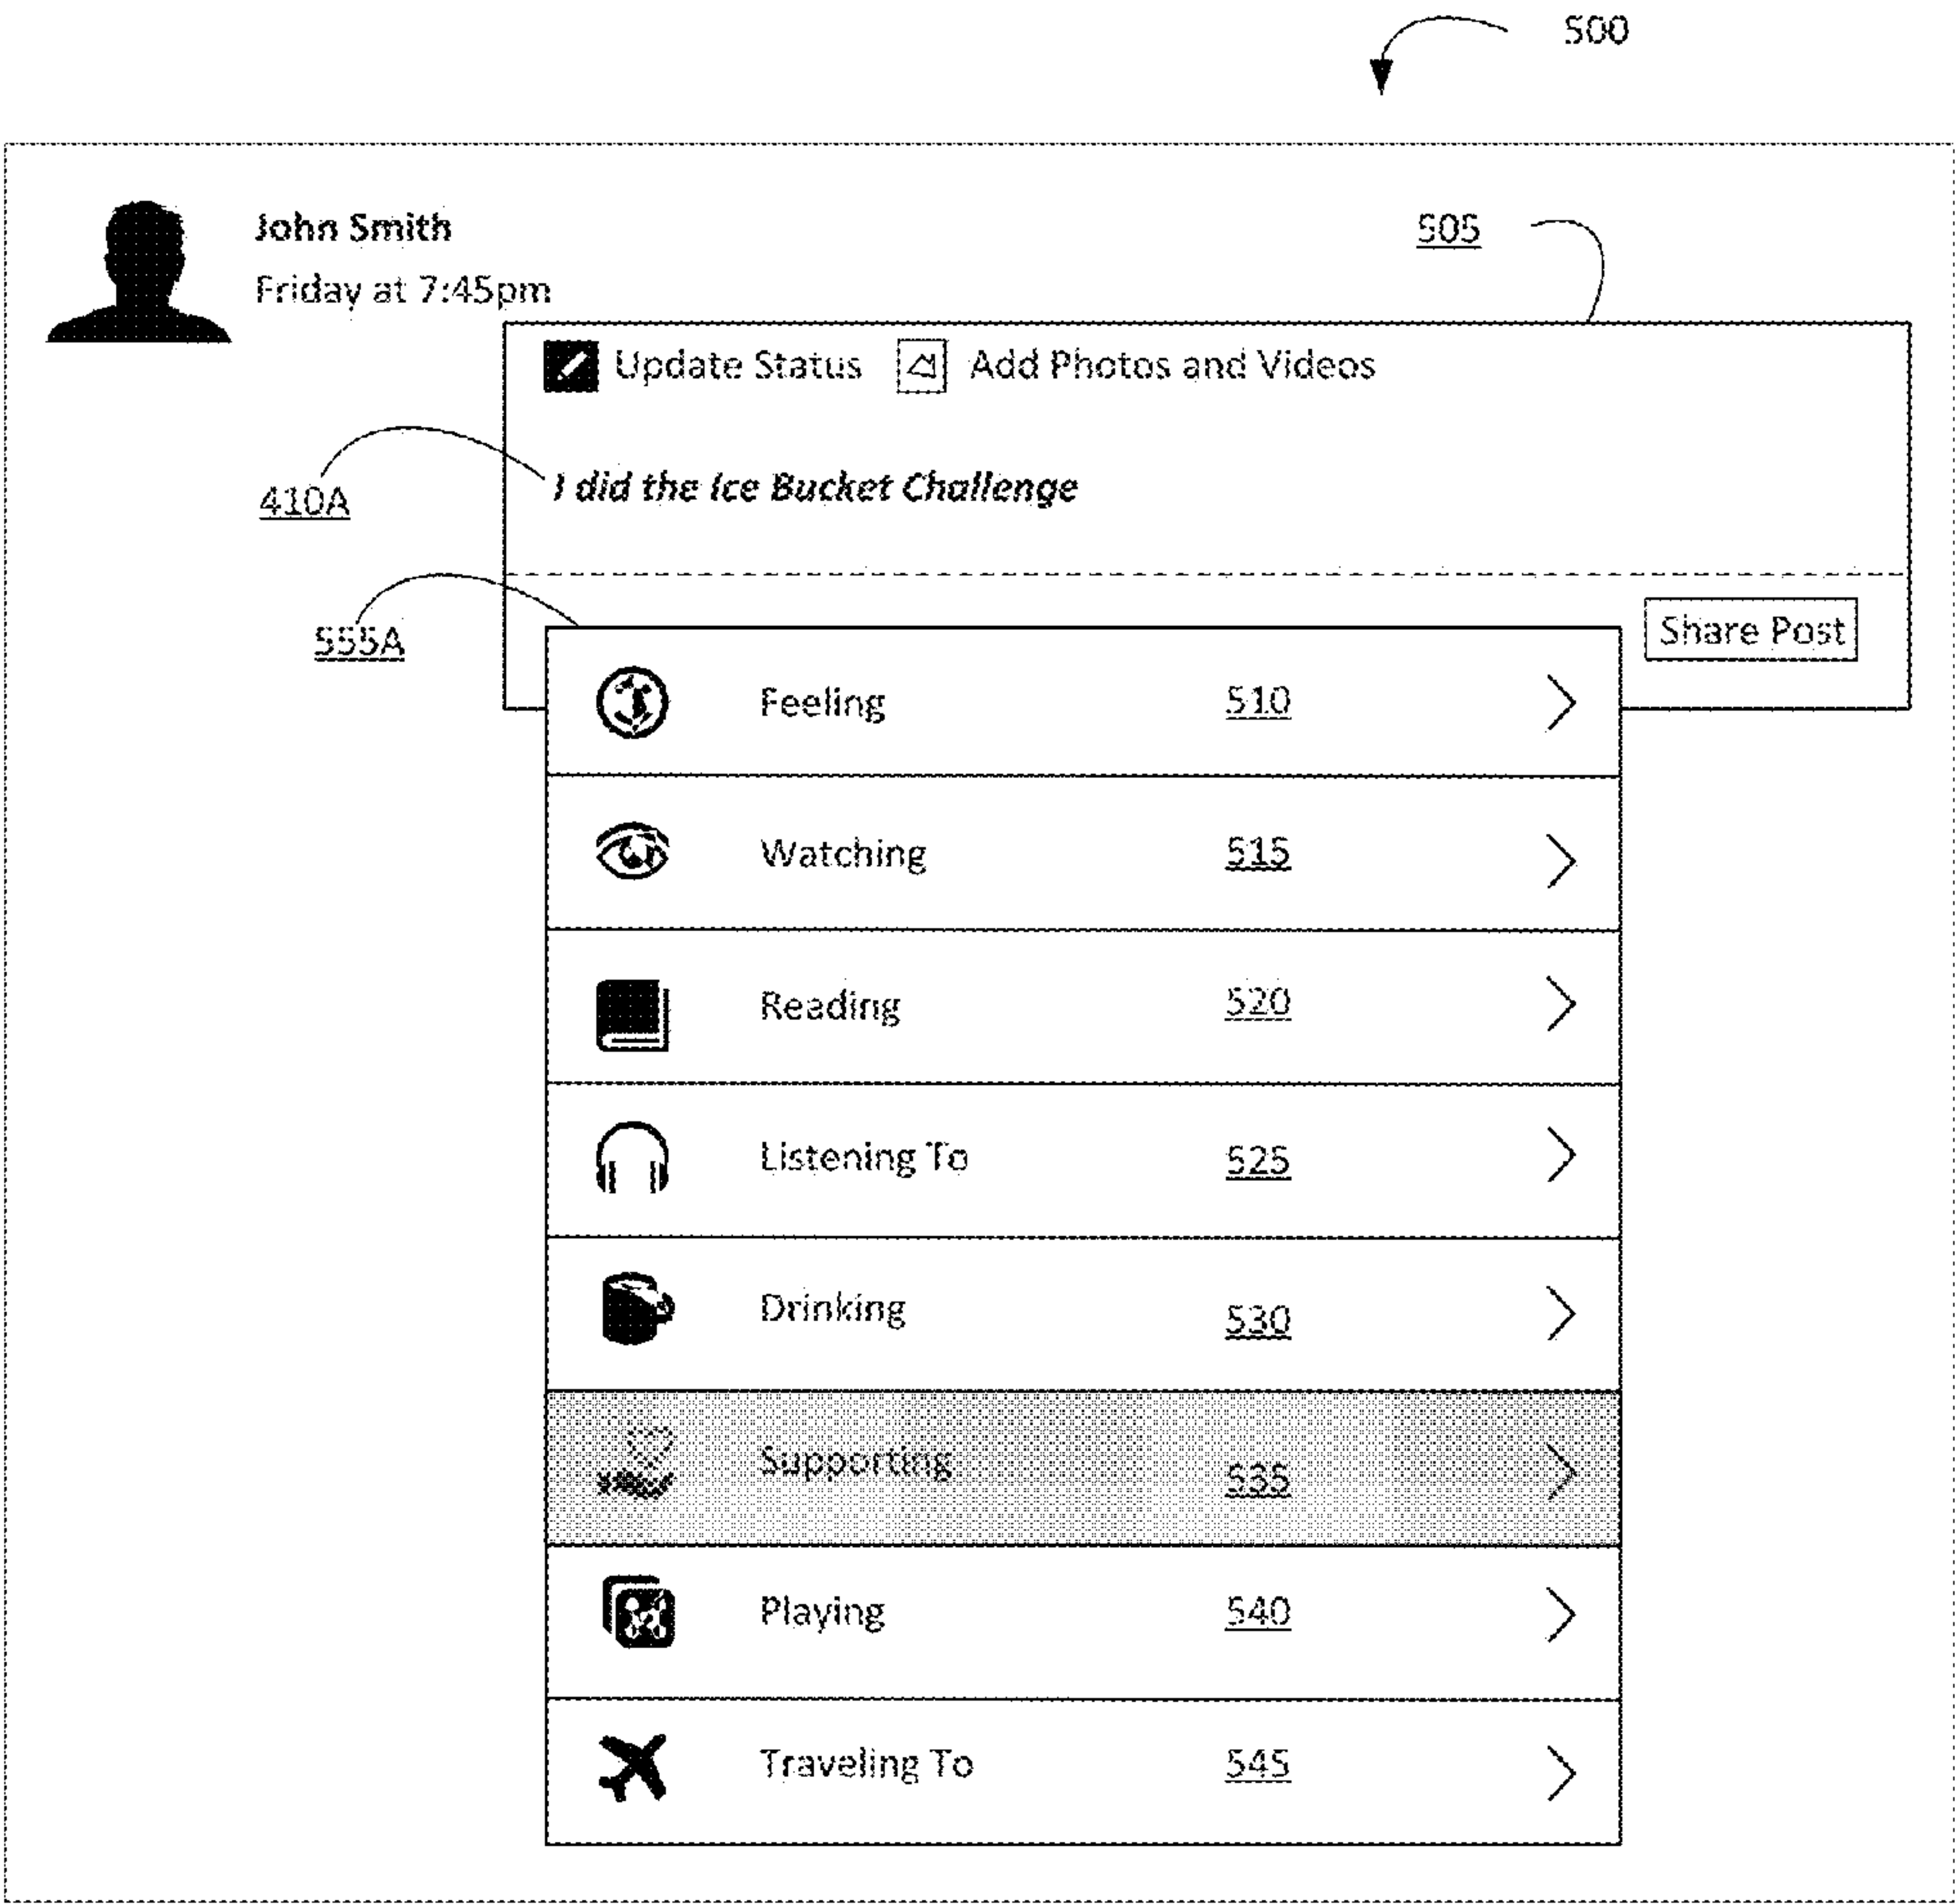 500
John Smith
505
Friday at 7:45pm
Update Status Add Photos and Videos
410A
I did the Ice Bucket Challenge
555A
Share Post
Feeling 510
Watching 515
Reading 520
Listening To 525
Drinking 530
Supporting 535
Playing 540
Traveling To 545